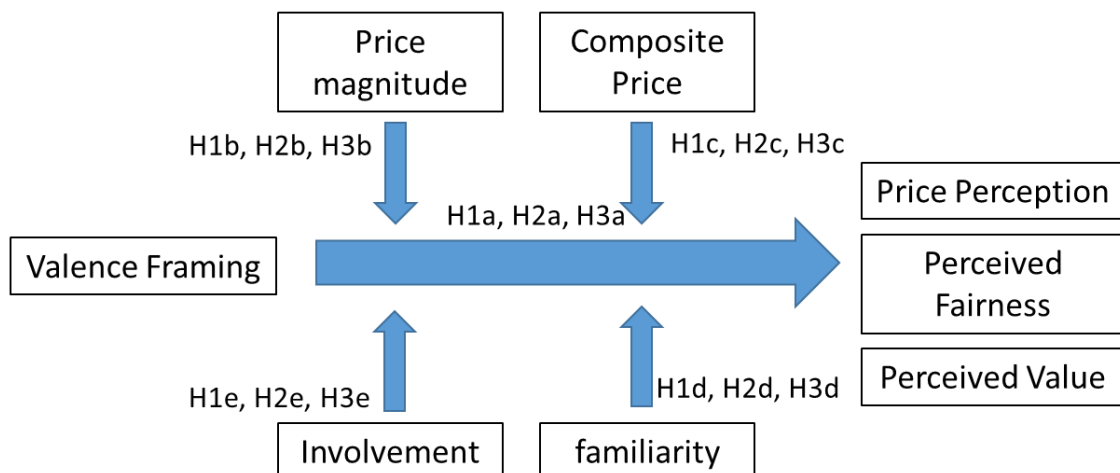 Price
magnitude
Composite
Price
H1b, H2b, H3b
H1c, H2c, H3c
Price Perception
H1a, H2a, H3a
Valence Framing
Perceived
Fairness
Perceived Value
H1e, H2e, H3e
H1d, H2d, H3d
Involvement
familiarity